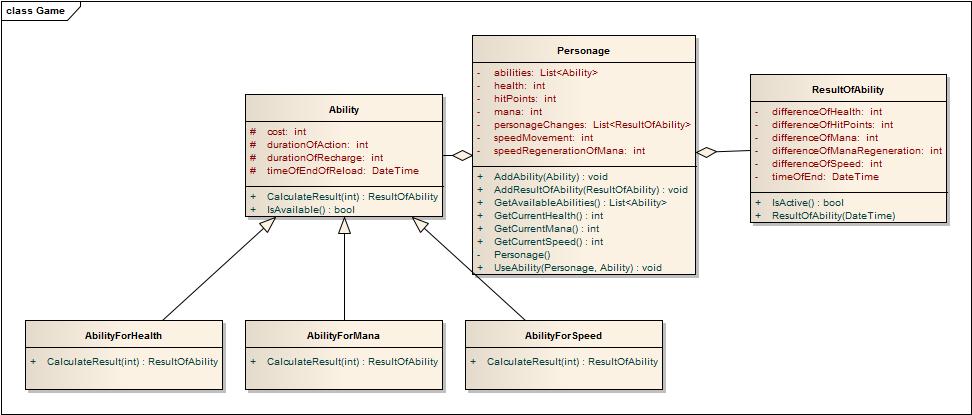 class Game
Personage
- abilities: List<Ability>
- health: int
- hitPoints: int
- mana: int
- personageChanges: List<ResultOfAbility>
- speedMovement: int
- speedRegenerationOfMana: int
+ AddAbility(Ability) : void
+ AddResultOfAbility(ResultOfAbility) : void
+ GetAvailableAbilities() : List<Ability>
+ GetCurrentHealth() : int
+ GetCurrentMana() : int
+ GetCurrentSpeed() : int
- Personage()
+ UseAbility(Personage, Ability) : void
ResultOfAbility
- differenceOfHealth: int
- differenceOfHitPoints: int
- differenceOfMana: int
- differenceOfManaRegeneration: int
- differenceOfSpeed: int
- timeOfEnd: DateTime
+ IsActive() : bool
+ ResultOfAbility(DateTime)
Ability
# cost: int
# durationOfAction: int
# durationOfRecharge: int
# timeOfEndOfReload: DateTime
+ CalculateResult(int) : ResultOfAbility
+ IsAvailable() : bool
AbilityForHealth
+ CalculateResult(int) : ResultOfAbility
AbilityForMana
+ CalculateResult(int) : ResultOfAbility
AbilityForSpeed
+ CalculateResult(int) : ResultOfAbility